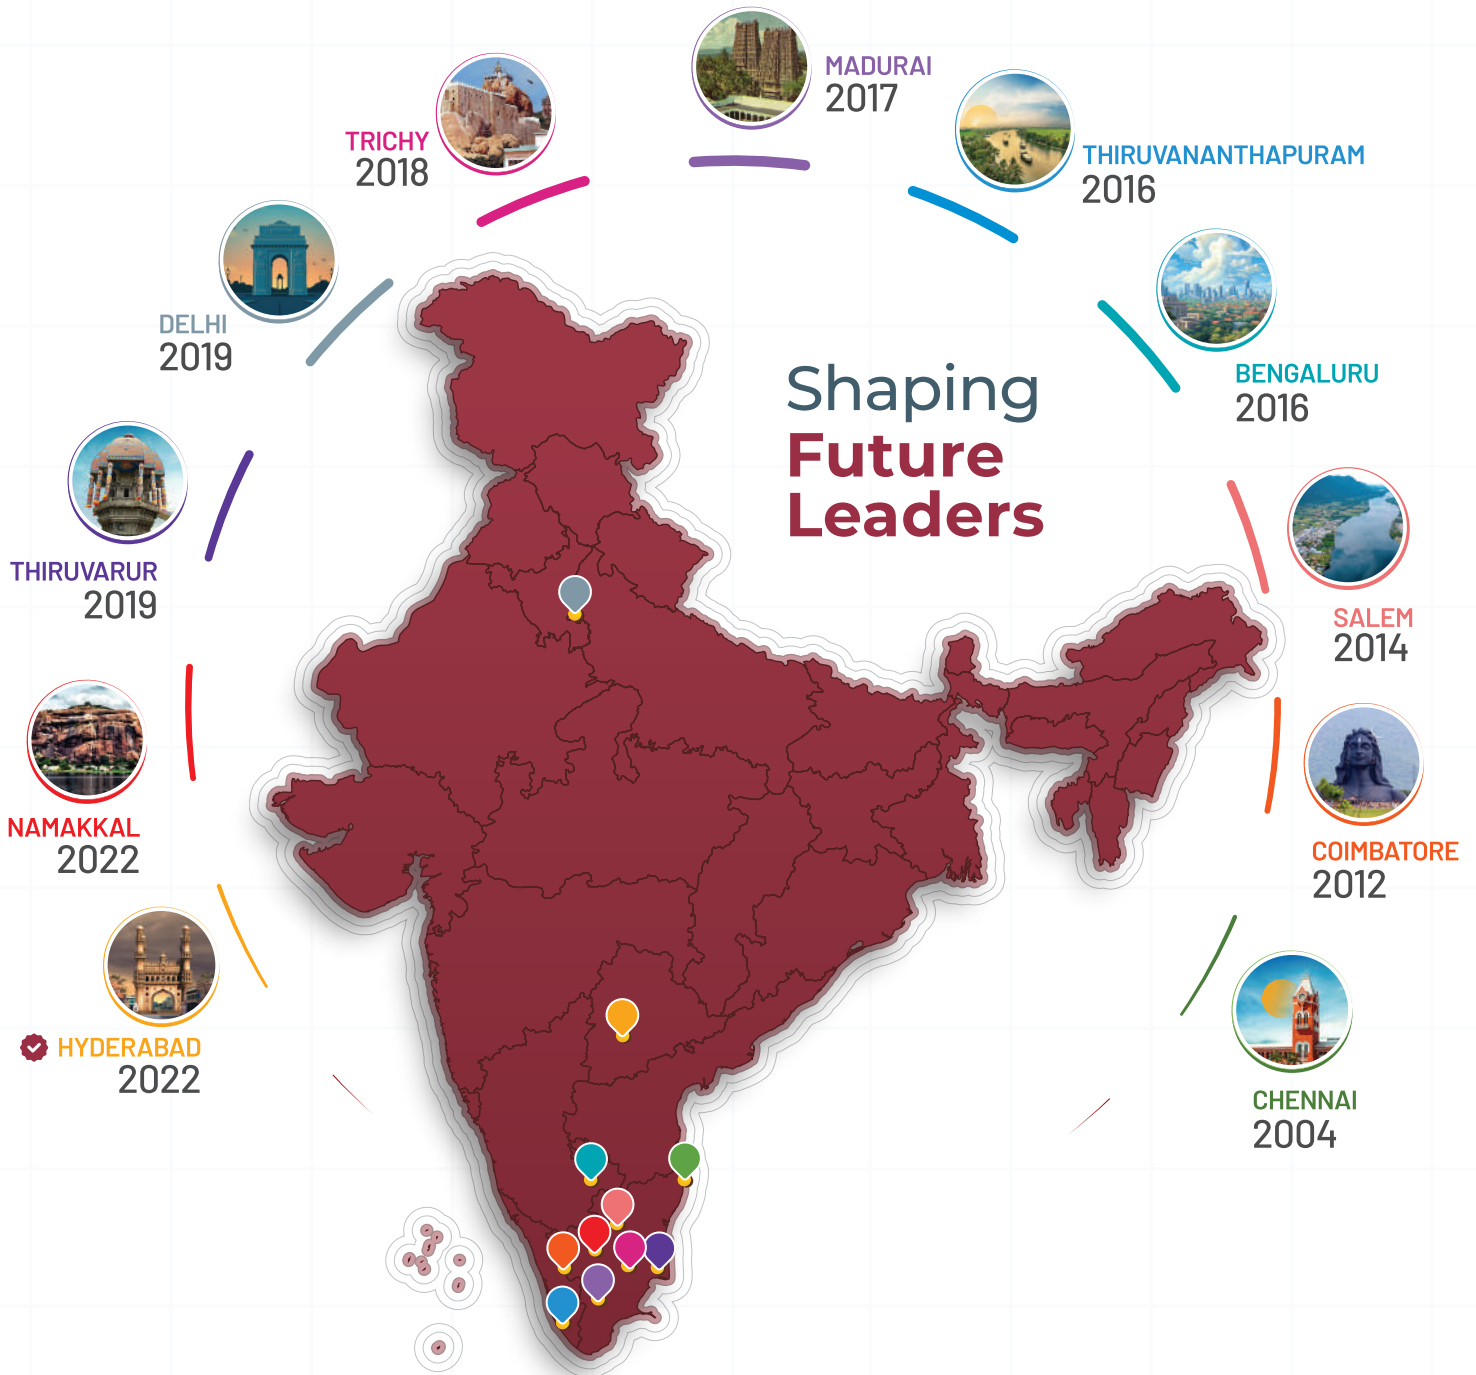 MADURAI
2017
THIRUVANANTHAPURAM
2016
TRICHY
2018
BENGALURU
2016
DELHI
2019
Shaping
Future
Leaders
SALEM
2014
THIRUVARUR
2019
COIMBATORE
2012
NAMAKKAL
2022
CHENNAI
2004
HYDERABAD
2022